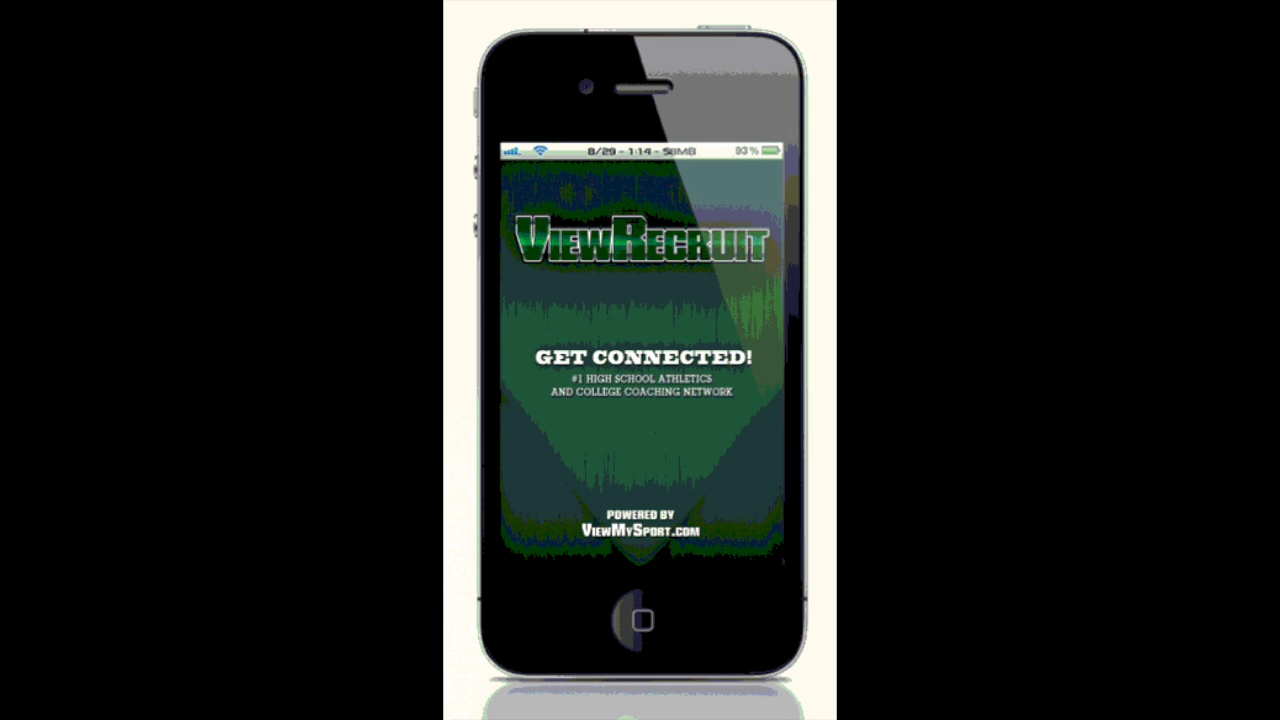 8/29 - 1:14 - 58MB 93%
VIEWRECRUIT
GET CONNECTED!
#1 HIGH SCHOOL ATHLETICS
AND COLLEGE COACHING NETWORK
POWERED BY
VIEWMYSPORT.COM